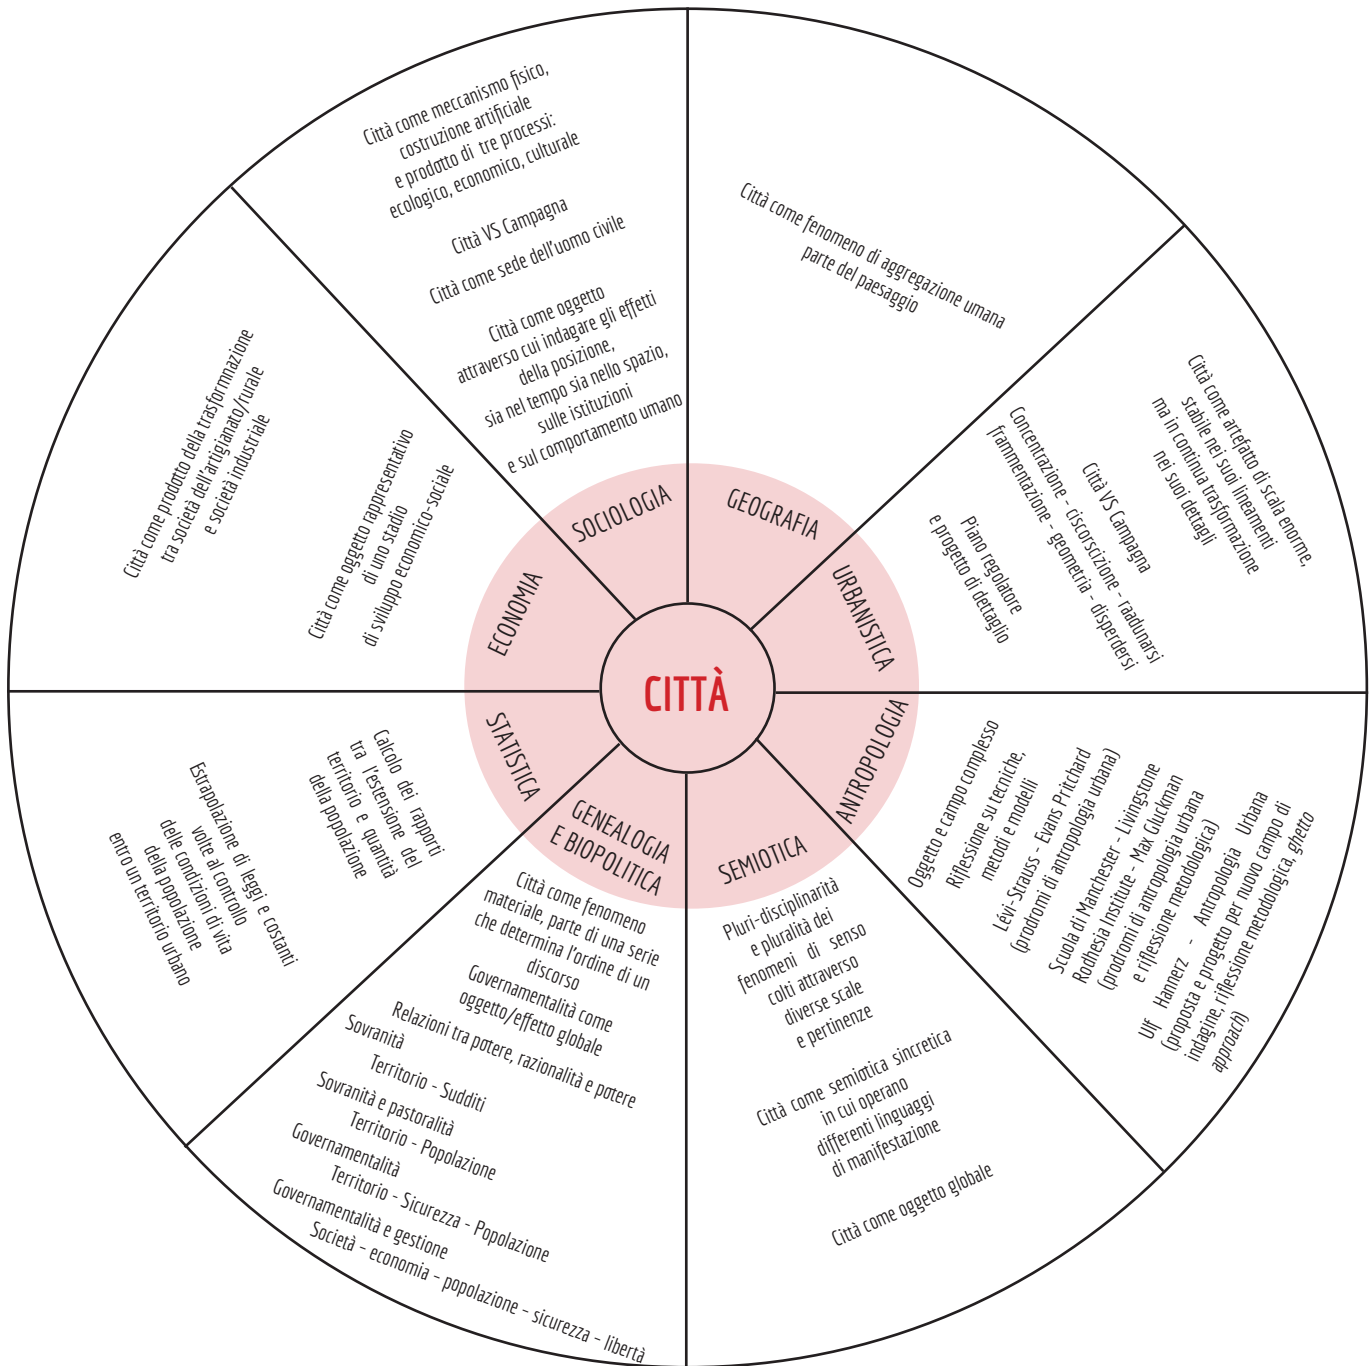 CITTÀ
SOCIOLOGIA
Città come meccanismo fisico,
costruzione artificiale
e prodotto di tre processi:
ecologico, economico, culturale
Città VS Campagna
Città come sede dell'uomo civile
Città come oggetto
attraverso cui indagare gli effetti
della posizione,
sia nel tempo sia nello spazio,
sulle istituzioni
e sul comportamento umano
GEOGRAFIA
Città come fenomeno di aggregazione umana
parte del paesaggio
URBANISTICA
Città come artefatto di scala enorme,
stabile nei suoi lineamenti
ma in continua trasformazione
nei suoi dettagli
Città VS Campagna
Concentrazione - ciscorscizione - raadunarsi
frammentazione - geometria - disperdersi
Piano regolatore
e progetto di dettaglio
ANTROPOLOGIA
Oggetto e campo complesso
Riflessione su tecniche,
metodi e modelli
Lévi-Strauss - Evans Pritchard
(prodromi di antropologia urbana)
Scuola di Manchester - Livingstone
Rodhesia Institute - Max Gluckman
(prodromi di antropologia urbana
e riflessione metodologica)
Ulf Hannerz - Antropologa Urbana
(proposta e progetto per nuovo campo di
indagine, riflessione metodologica, ghetto
approach)
SEMIOTICA
Pluri-disciplinarità
e pluralità dei
fenomeni di senso
colti attraverso
diverse scale
e pertinenze
Città come semiotica sincretica
in cui operano
differenti linguaggi
di manifestazione
Città come oggetto globale
GENEALOGIA
E BIOPOLITICA
Città come fenomeno
materiale, parte di una serie
che determina l'ordine di un
discorso
Governamentalità come
oggetto/effetto globale
Relazioni tra potere, razionalità e potere
Sovranità
Territorio - Sudditi
Sovranità e pastoralità
Territorio - Popolazione
Governamentalità
Territorio - Sicurezza - Popolazione
Governamentalità e gestione
Società - economia - popolazione - sicurezza - libertà
STATISTICA
Calcolo dei rapporti
tra l'estensione del
territorio e quantità
della popolazione
Estrapolazione di leggi e costanti
volte al controllo
delle condizioni di vita
della popolazione
entro un territorio urbano
ECONOMIA
Città come prodotto della trasformnazione
tra società dell'artigianato/rurale
e società industriale
Città come oggetto rappresentativo
di uno stadio
di sviluppo economico-sociale